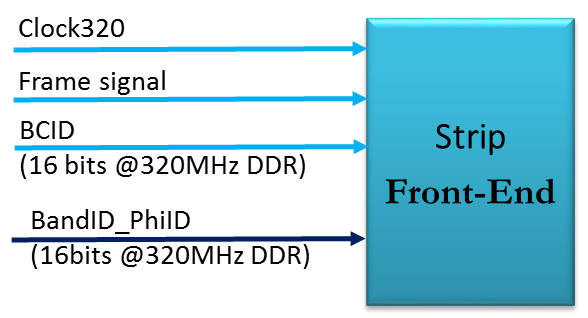 Clock320
Frame signal
BCID
(16 bits @320MHz DDR)
BandID_PhiID
(16bits @320MHz DDR)
Strip
Front-End